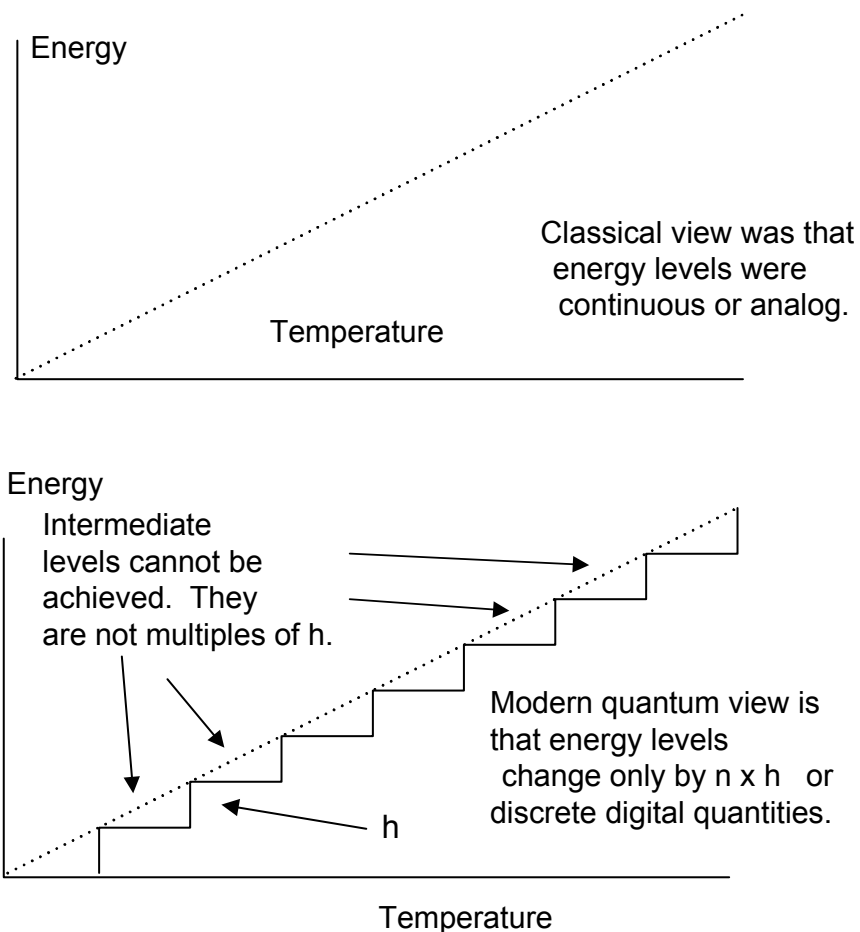 Energy
Classical view was that
energy levels were
continuous or analog.
Temperature
Energy
Intermediate
levels cannot be
achieved. They
are not multiples of h.
Modern quantum view is
that energy levels
change only by n x h or
discrete digital quantities.
h
Temperature